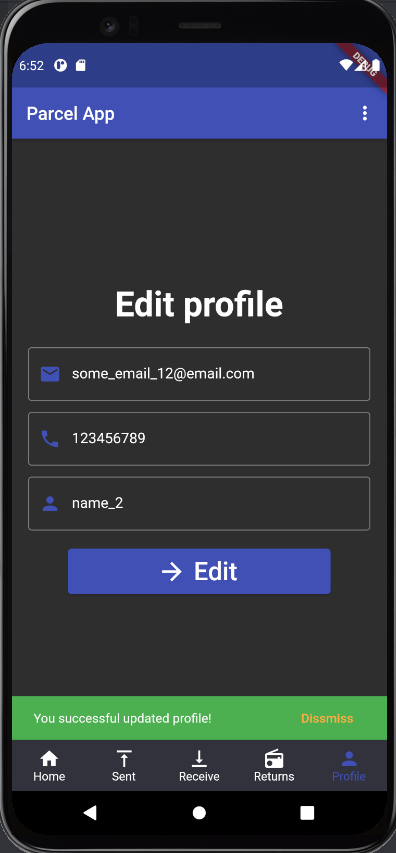 6:52
DEBUG
Parcel App
Edit profile
some_email_12@email.com
123456789
name_2
Edit
You successful updated profile!
Dissmiss
Home
Sent
Receive
Returns
Profile